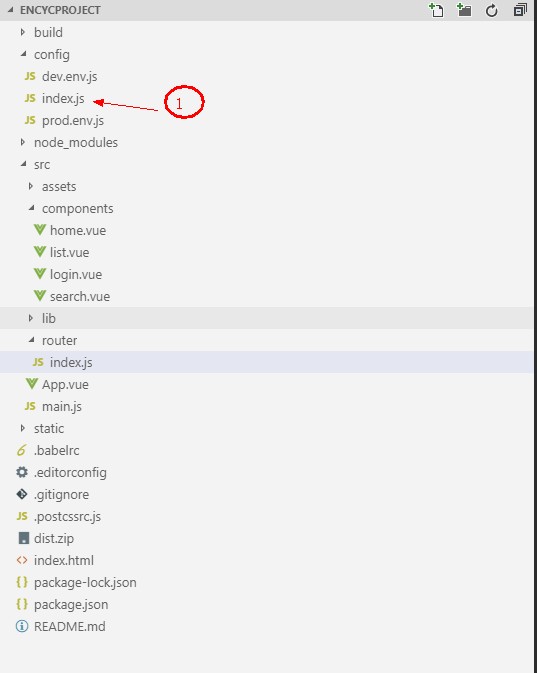 ENCYCPROJECT
build
config
JS dev.env.js
JS index.js
1
JS prod.env.js
node_modules
src
assets
components
home.vue
list.vue
login.vue
search.vue
lib
router
JS index.js
App.vue
JS main.js
static
6 .babelrc
.editorconfig
.gitignore
JS .postcssrc.js
dist.zip
<> index.html
{} package-lock.json
{} package.json
README.md